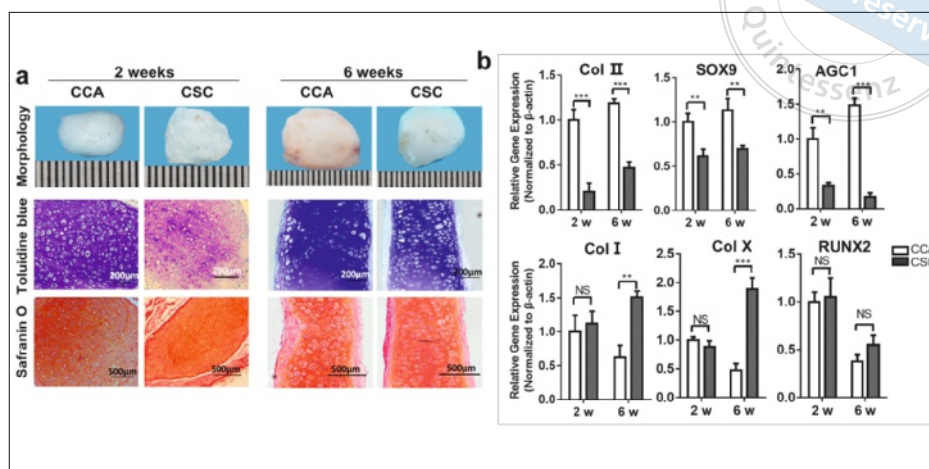 reserv
Quintessenz
a
2 weeks
6 weeks
CCA
CSC
CCA
CSC
Morphology
Toluidine blue
200μm
200μm
200μm
200μm
Safranin O
500μm
500μm
500μm
500μm
b
Relative Gene Expression
(Normalized to β-actin)
Col II
1.5
1.0
0.5
0.0
***
***
2 w
6 w
SOX9
1.5
1.0
0.5
0.0
**
**
2 w
6 w
AGC1
2.0
1.5
1.0
0.5
0.0
**
***
2 w
6 w
Relative Gene Expression
(Normalized to β-actin)
Col I
2.0
1.5
1.0
0.5
0.0
NS
**
2 w
6 w
Col X
2.5
2.0
1.5
1.0
0.5
0.0
NS
***
2 w
6 w
RUNX2
1.5
1.0
0.5
0.0
NS
NS
2 w
6 w
CCA
CSC